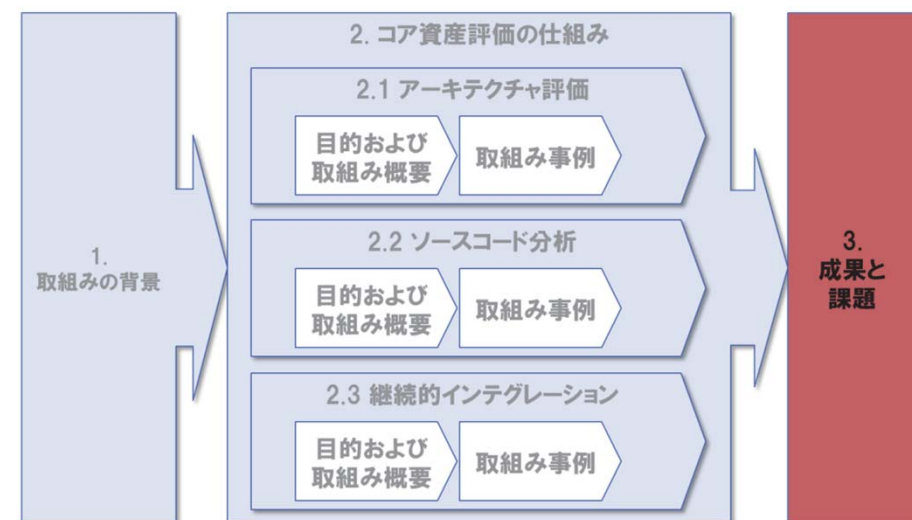 1.
取組みの背景
2. コア資産評価の仕組み
2.1 アーキテクチャ評価
目的および
取組み概要
取組み事例
2.2 ソースコード分析
目的および
取組み概要
取組み事例
2.3 継続的インテグレーション
目的および
取組み概要
取組み事例
3.
成果と
課題